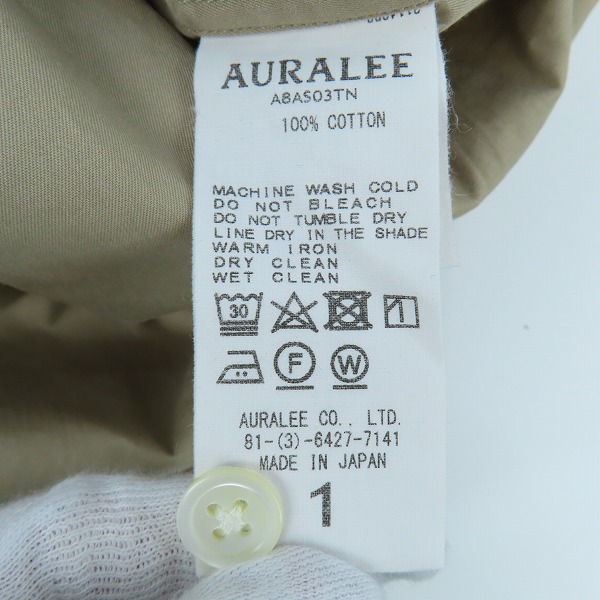 AURALEE
A8AS03TN
100% COTTON
MACHINE WASH COLD
DO NOT BLEACH
DO NOT TUMBLE DRY
LINE DRY IN THE SHADE
WARM IRON
DRY CLEAN
WET CLEAN
30
F W
AURALEE CO., LTD.
81-(3)-6427-7141
MADE IN JAPAN
1